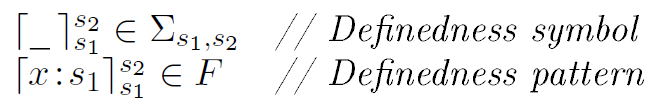 ⌈_⌉_{s_1}^{s_2} ∈ Σ_{s_1,s_2} // Definedness symbol
⌈x:s_1⌉_{s_1}^{s_2} ∈ F // Definedness pattern